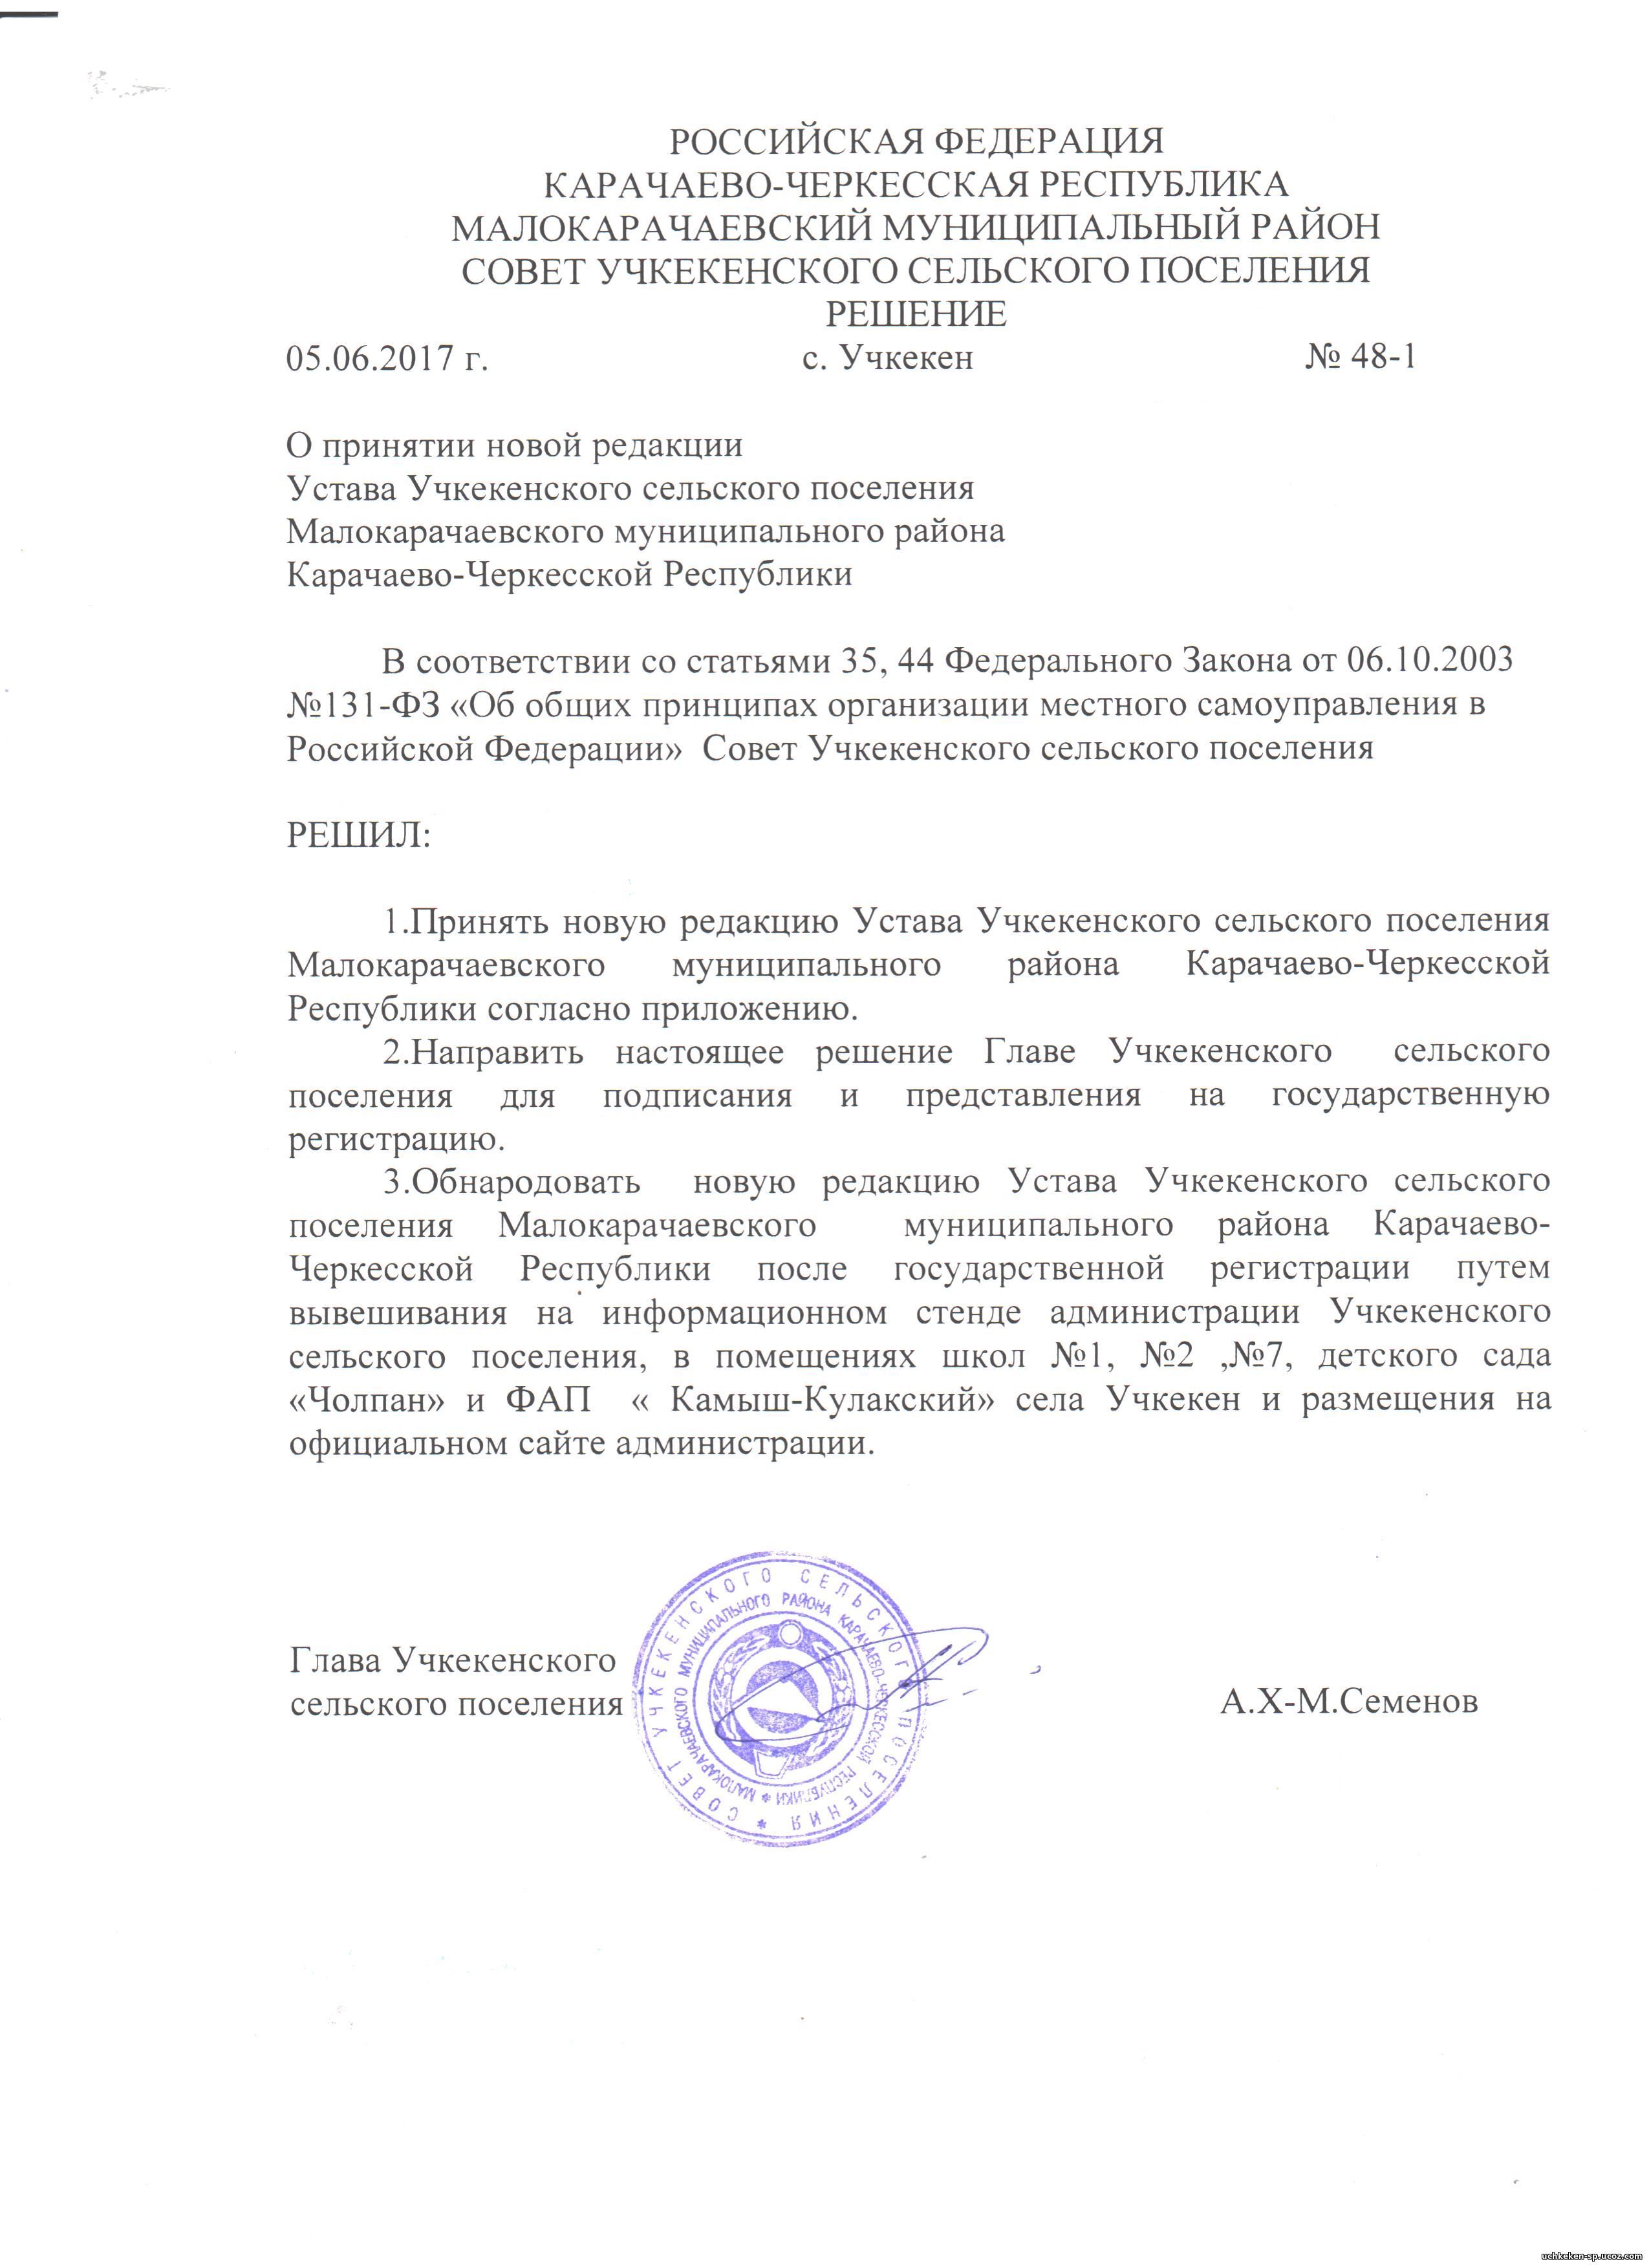 РОССИЙСКАЯ ФЕДЕРАЦИЯ
КАРАЧАЕВО-ЧЕРКЕССКАЯ РЕСПУБЛИКА
МАЛОКАРАЧАЕВСКИЙ МУНИЦИПАЛЬНЫЙ РАЙОН
СОВЕТ УЧКЕКЕНСКОГО СЕЛЬСКОГО ПОСЕЛЕНИЯ
РЕШЕНИЕ
05.06.2017 г. с. Учкекен № 48-1
О принятии новой редакции
Устава Учкекенского сельского поселения
Малокарачаевского муниципального района
Карачаево-Черкесской Республики
В соответствии со статьями 35, 44 Федерального Закона от 06.10.2003
№131-ФЗ «Об общих принципах организации местного самоуправления в
Российской Федерации» Совет Учкекенского сельского поселения
РЕШИЛ:
1.Принять новую редакцию Устава Учкекенского сельского поселения
Малокарачаевского муниципального района Карачаево-Черкесской
Республики согласно приложению.
2.Направить настоящее решение Главе Учкекенского сельского
поселения для подписания и представления на государственную
регистрацию.
3.Обнародовать новую редакцию Устава Учкекенского сельского
поселения Малокарачаевского муниципального района Карачаево-
Черкесской Республики после государственной регистрации путем
вывешивания на информационном стенде администрации Учкекенского
сельского поселения, в помещениях школ №1, №2 ,№7, детского сада
«Чолпан» и ФАП « Камыш-Кулакский» села Учкекен и размещения на
официальном сайте администрации.
Глава Учкекенского
сельского поселения А.Х-М.Семенов
СОВЕТ УЧКЕКЕНСКОГО СЕЛЬСКОГО ПОСЕЛЕНИЯ *
МАЛОКАРАЧАЕВСКОГО МУНИЦИПАЛЬНОГО РАЙОНА КАРАЧАЕВО-ЧЕРКЕССКОЙ РЕСПУБЛИКИ *
uchkeken-sp.ucoz.com